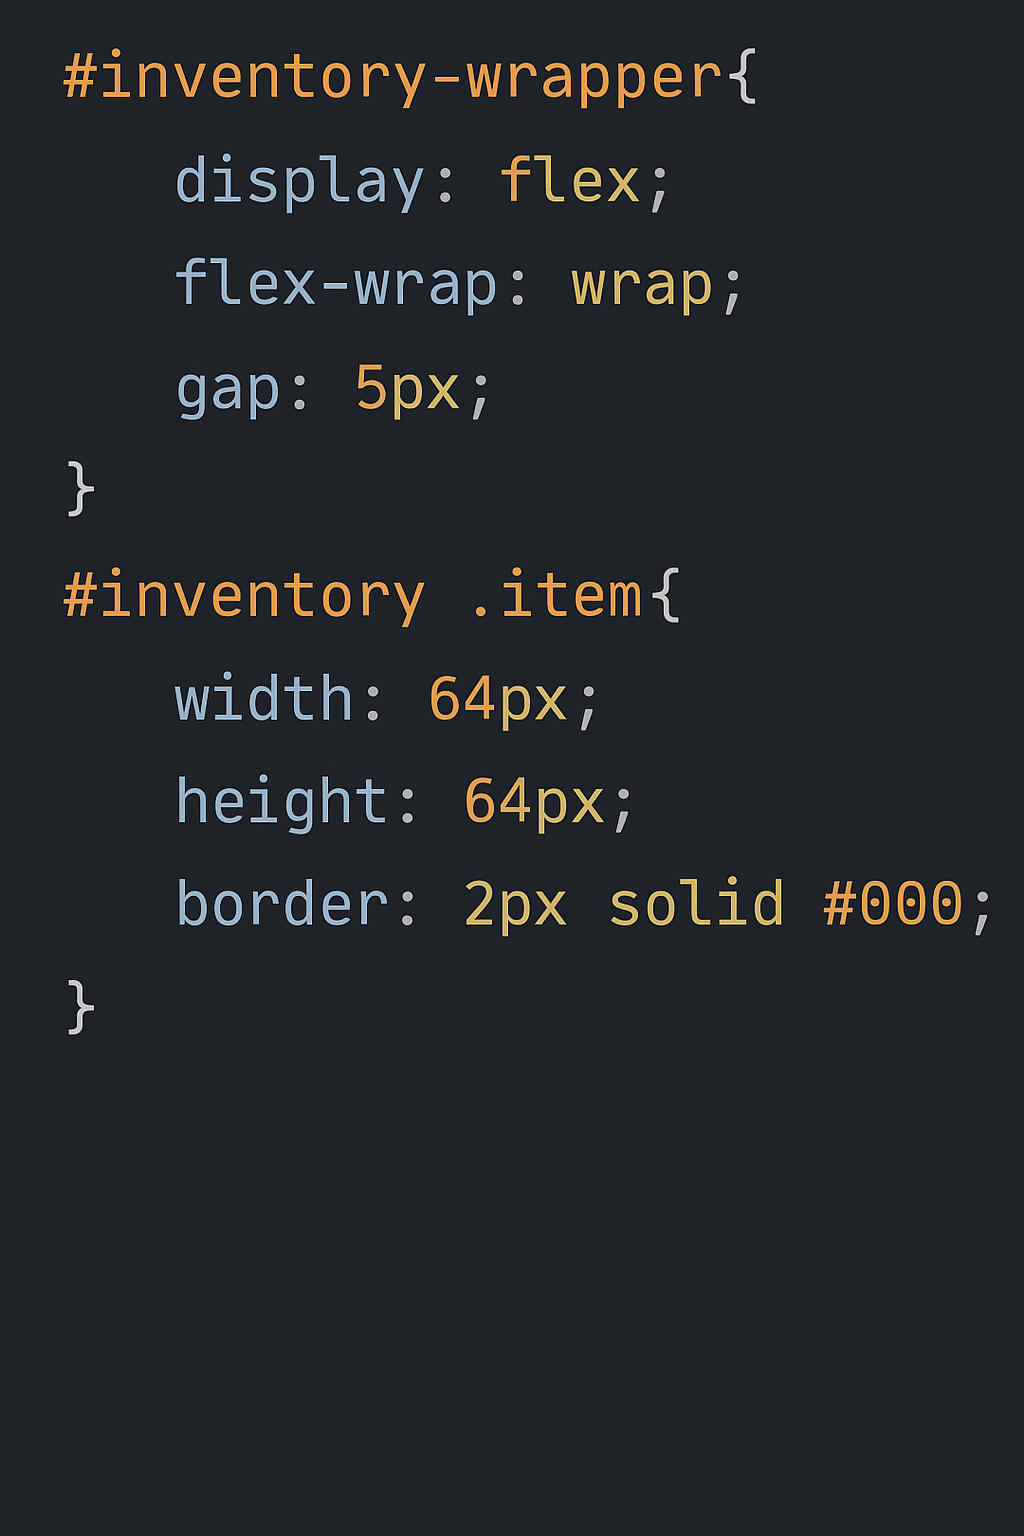 #inventory-wrapper{
display: flex;
flex-wrap: wrap;
gap: 5px;
}
#inventory .item{
width: 64px;
height: 64px;
border: 2px solid #000;
}